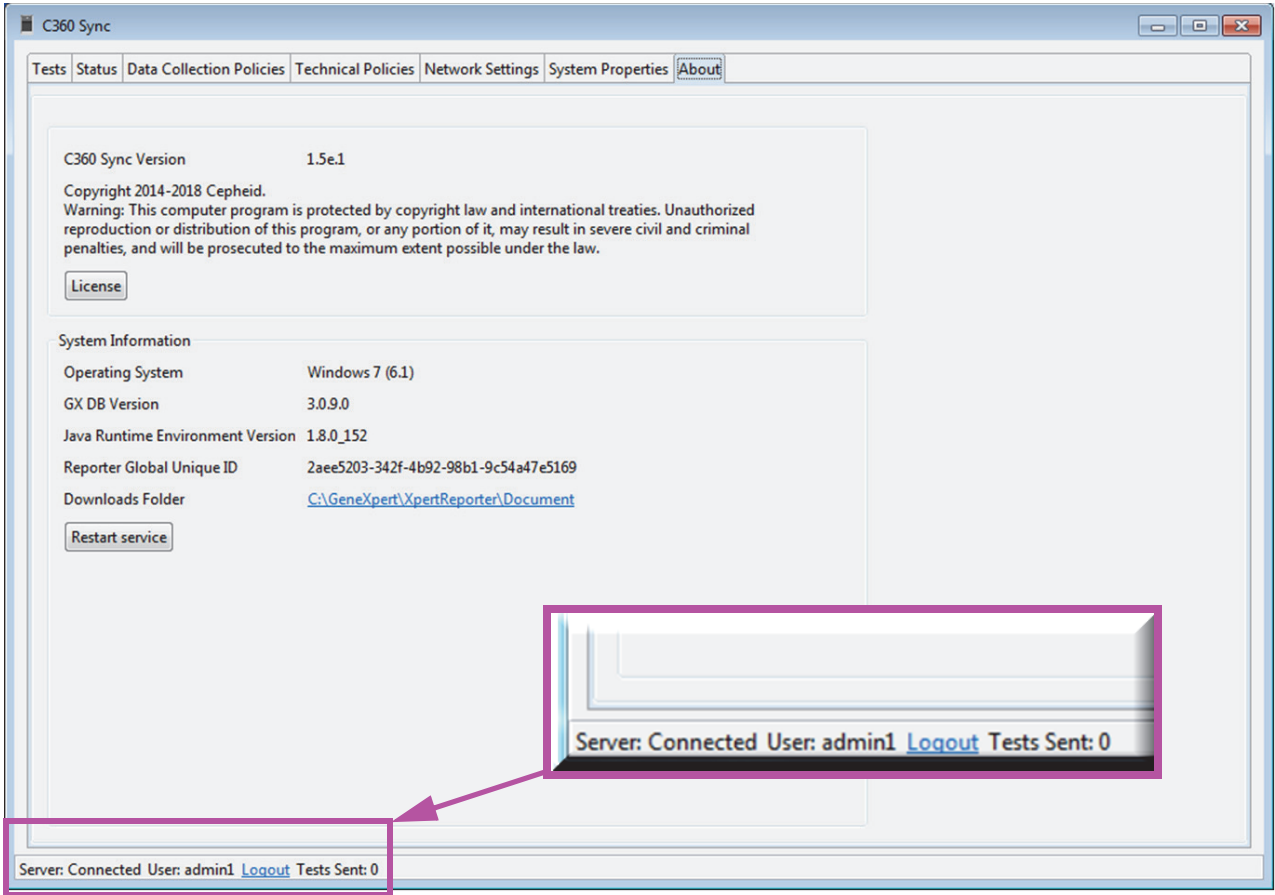 C360 Sync
Tests Status Data Collection Policies Technical Policies Network Settings System Properties About
C360 Sync Version 1.5e.1
Copyright 2014-2018 Cepheid.
Warning: This computer program is protected by copyright law and international treaties. Unauthorized
reproduction or distribution of this program, or any portion of it, may result in severe civil and criminal
penalties, and will be prosecuted to the maximum extent possible under the law.
License
System Information
Operating System Windows 7 (6.1)
GX DB Version 3.0.9.0
Java Runtime Environment Version 1.8.0_152
Reporter Global Unique ID 2aee5203-342f-4b92-98b1-9c54a47e5169
Downloads Folder C:\GeneXpert\XpertReporter\Document
Restart service
Server: Connected User: admin1 Logout Tests Sent: 0
Server: Connected User: admin1 Logout Tests Sent: 0